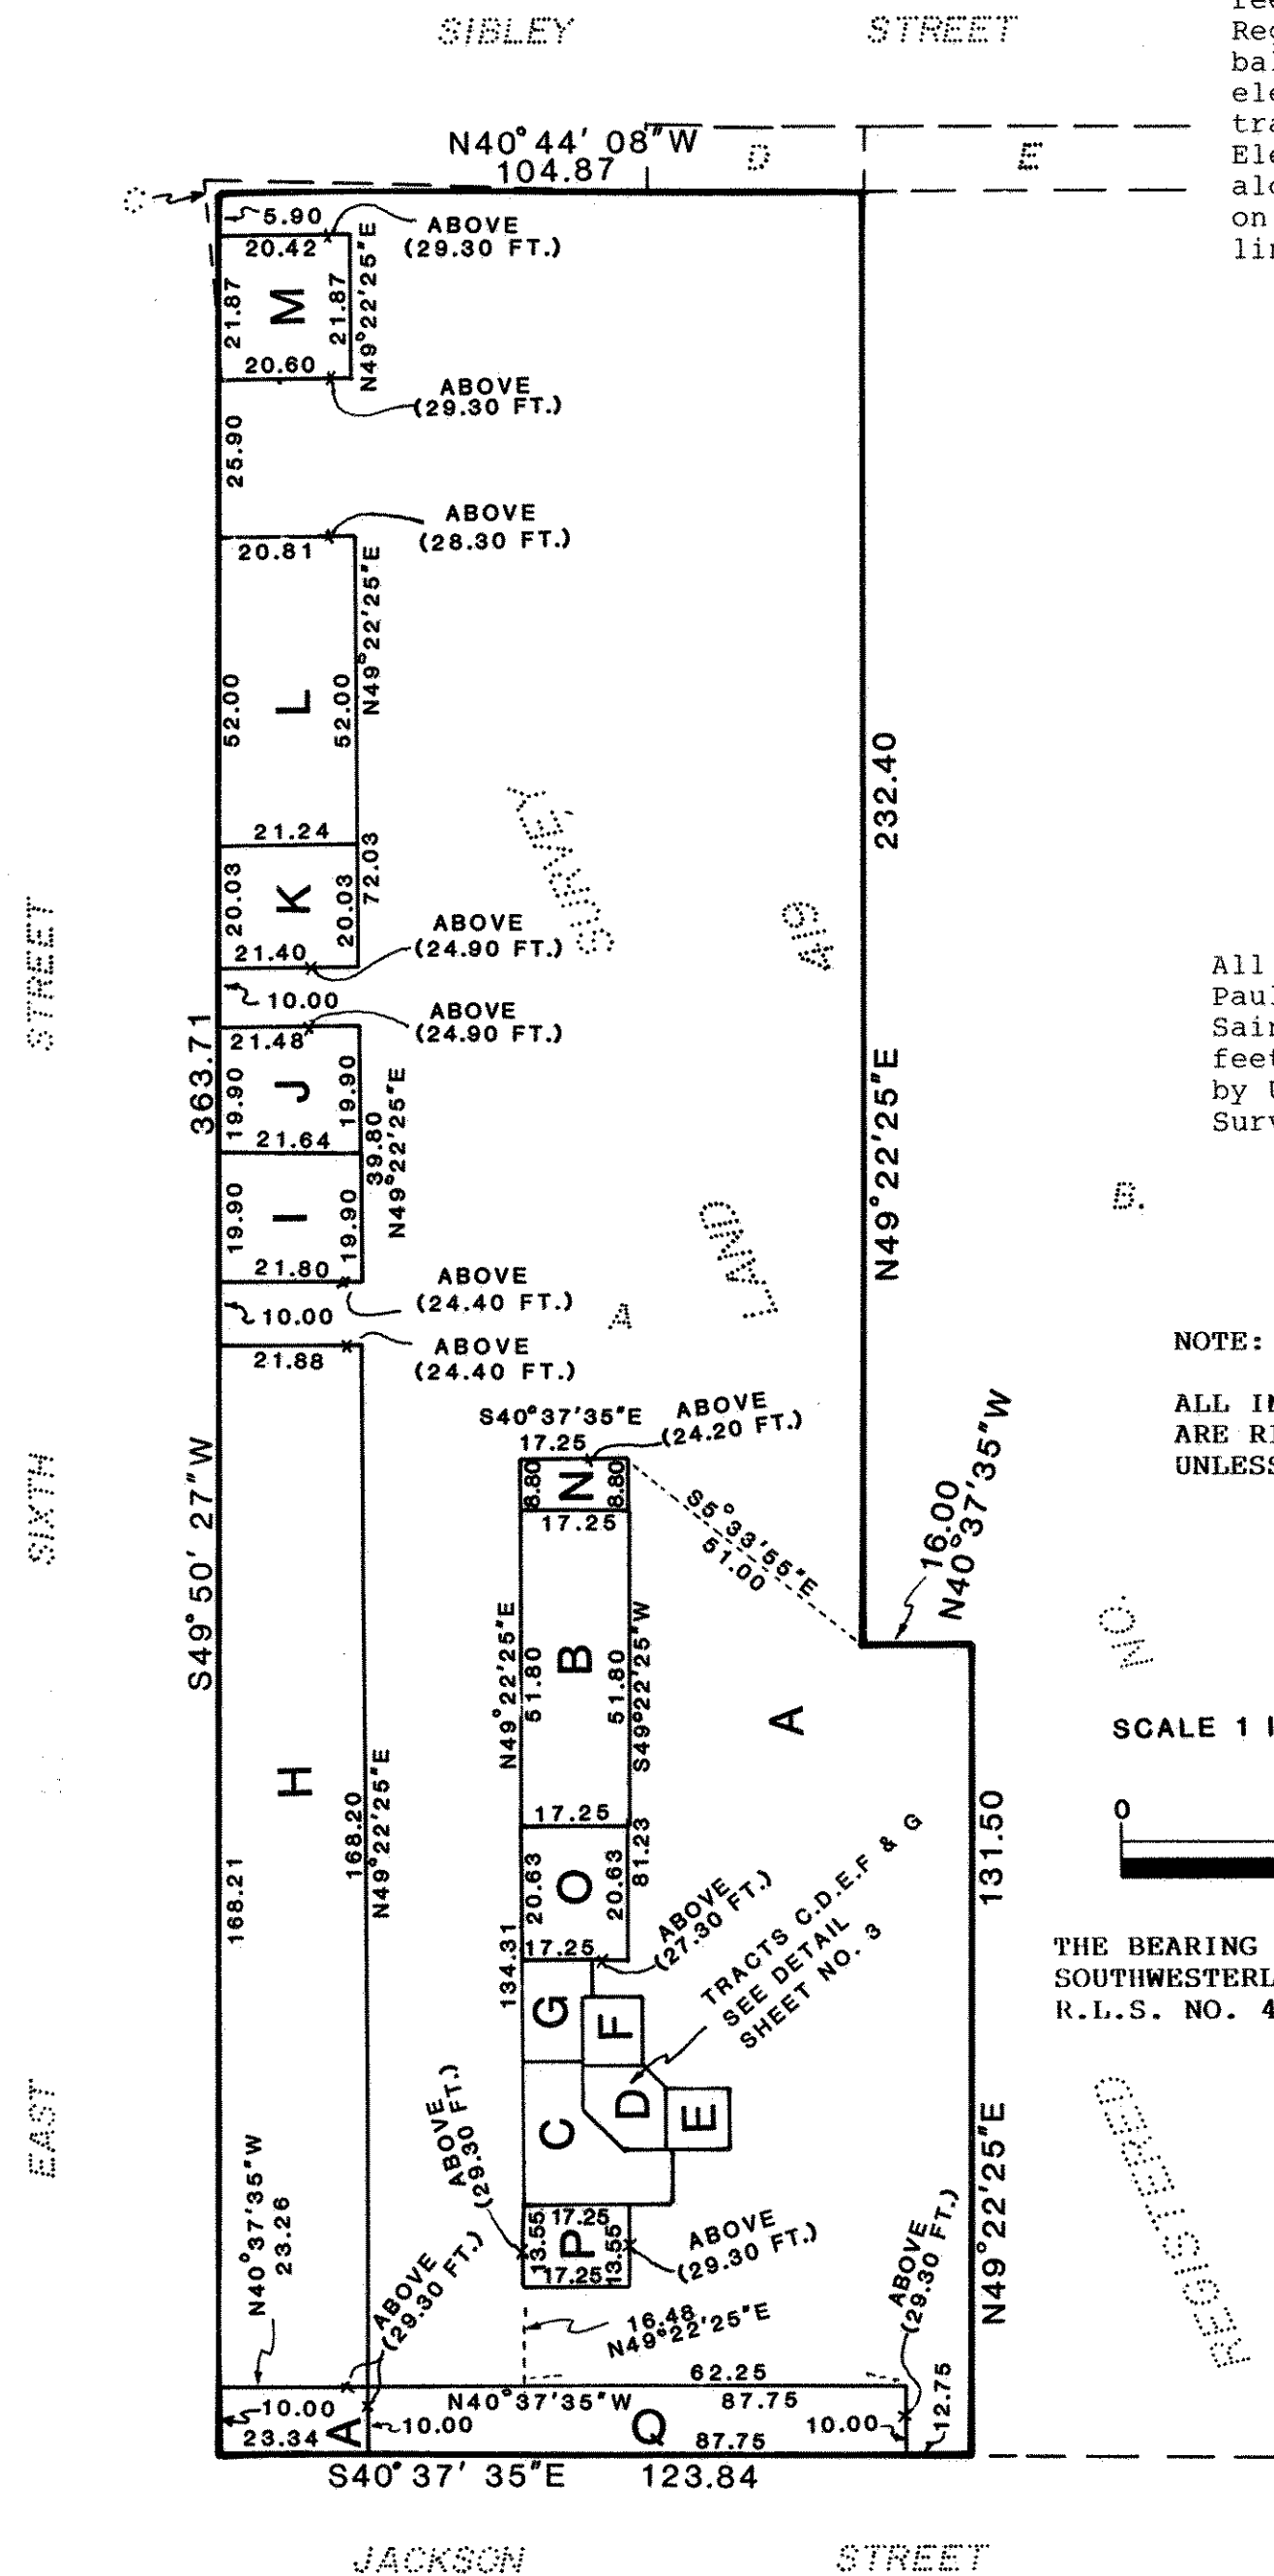 SIBLEY STREET
N40°44' 08"W
104.87
D
E
C
5.90
20.42
ABOVE
(29.30 FT.)
21.87
M
21.87
N49°22'25"E
20.60
ABOVE
(29.30 FT.)
25.90
ABOVE
(28.30 FT.)
20.81
N49°22'25"E
52.00
L
52.00
21.24
72.03
20.03
K
20.03
21.40
ABOVE
(24.90 FT.)
10.00
ABOVE
(24.90 FT.)
21.48
19.90
J
19.90
21.64
39.80
N49°22'25"E
19.90
I
19.90
21.80
ABOVE
(24.40 FT.)
10.00
ABOVE
(24.40 FT.)
21.88
363.71
S49°50' 27"W
EAST SIXTH STREET
232.40
N49°22'25"E
REGISTERED LAND SURVEY
NO.
419
A
B.
S40°37'35"E
17.25
ABOVE
(24.20 FT.)
8.80
N
8.80
17.25
S5°33'55"E
51.00
16.00
N40°37'35"W
N49°22'25"E
51.80
B
51.80
S49°22'25"W
A
17.25
81.23
20.63
O
20.63
17.25
ABOVE
(27.30 FT.)
134.31
TRACTS C.D.E.F & G
SEE DETAIL
SHEET NO. 3
G
F
D
C
E
131.50
N49°22'25"E
H
168.21
168.20
N49°22'25"E
ABOVE
(29.30 FT.)
17.25
13.55
P
13.55
17.25
ABOVE
(29.30 FT.)
16.48
N49°22'25"E
N40°37'35"W
23.26
ABOVE
(29.30 FT.)
ABOVE
(29.30 FT.)
62.25
N40°37'35"W
87.75
10.00
A
10.00
Q
10.00
12.75
23.34
87.75
S40°37' 35"E
123.84
JACKSON STREET
All
NOTE:
ARE
UNLESS
SCALE 1
0
THE BEARING
R.L.S. NO. 4
on
by